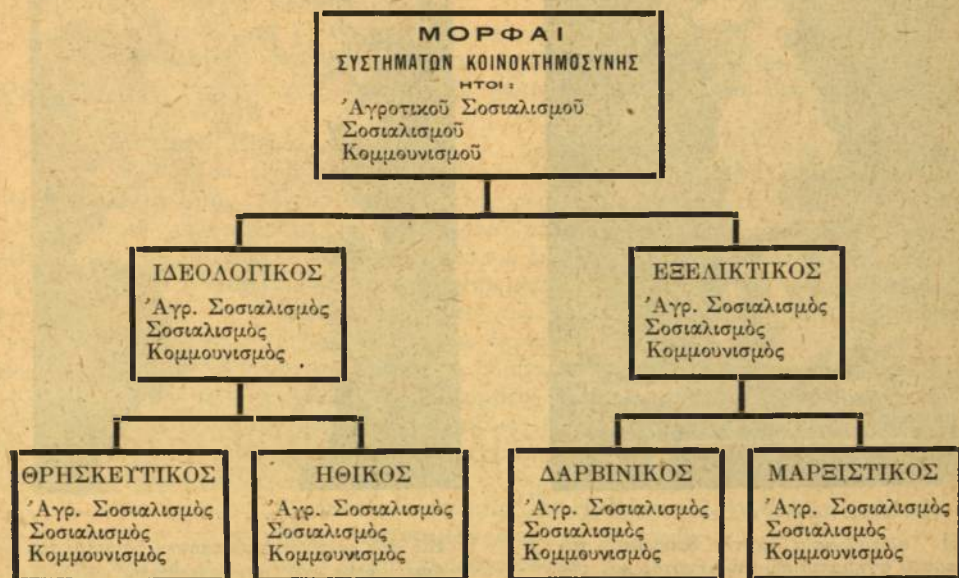 ΜΟΡΦΑΙ
ΣΥΣΤΗΜΑΤΩΝ ΚΟΙΝΟΚΤΗΜΟΣΥΝΗΣ
ΗΤΟΙ:
Ἀγροτικοῦ Σοσιαλισμοῦ
Σοσιαλισμοῦ
Κομμουνισμοῦ
ΙΔΕΟΛΟΓΙΚΟΣ
Ἀγρ. Σοσιαλισμὸς
Σοσιαλισμὸς
Κομμουνισμὸς
ΕΞΕΛΙΚΤΙΚΟΣ
Ἀγρ. Σοσιαλισμὸς
Σοσιαλισμὸς
Κομμουνισμὸς
ΘΡΗΣΚΕΥΤΙΚΟΣ
Ἀγρ. Σοσιαλισμὸς
Σοσιαλισμὸς
Κομμουνισμὸς
ΗΘΙΚΟΣ
Ἀγρ. Σοσιαλισμὸς
Σοσιαλισμὸς
Κομμουνισμὸς
ΔΑΡΒΙΝΙΚΟΣ
Ἀγρ. Σοσιαλισμὸς
Σοσιαλισμὸς
Κομμουνισμὸς
ΜΑΡΞΙΣΤΙΚΟΣ
Ἀγρ. Σοσιαλισμὸς
Σοσιαλισμὸς
Κομμουνισμὸς